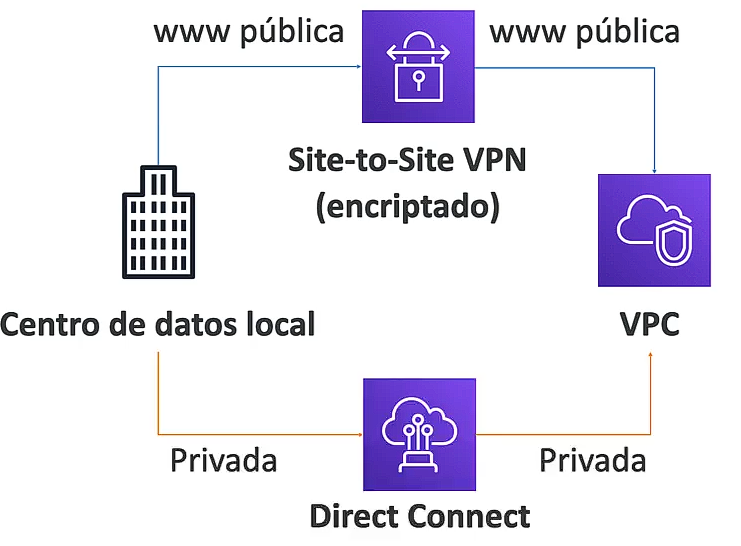 www pública
www pública
Site-to-Site VPN
(encriptado)
Centro de datos local
VPC
Privada
Privada
Direct Connect